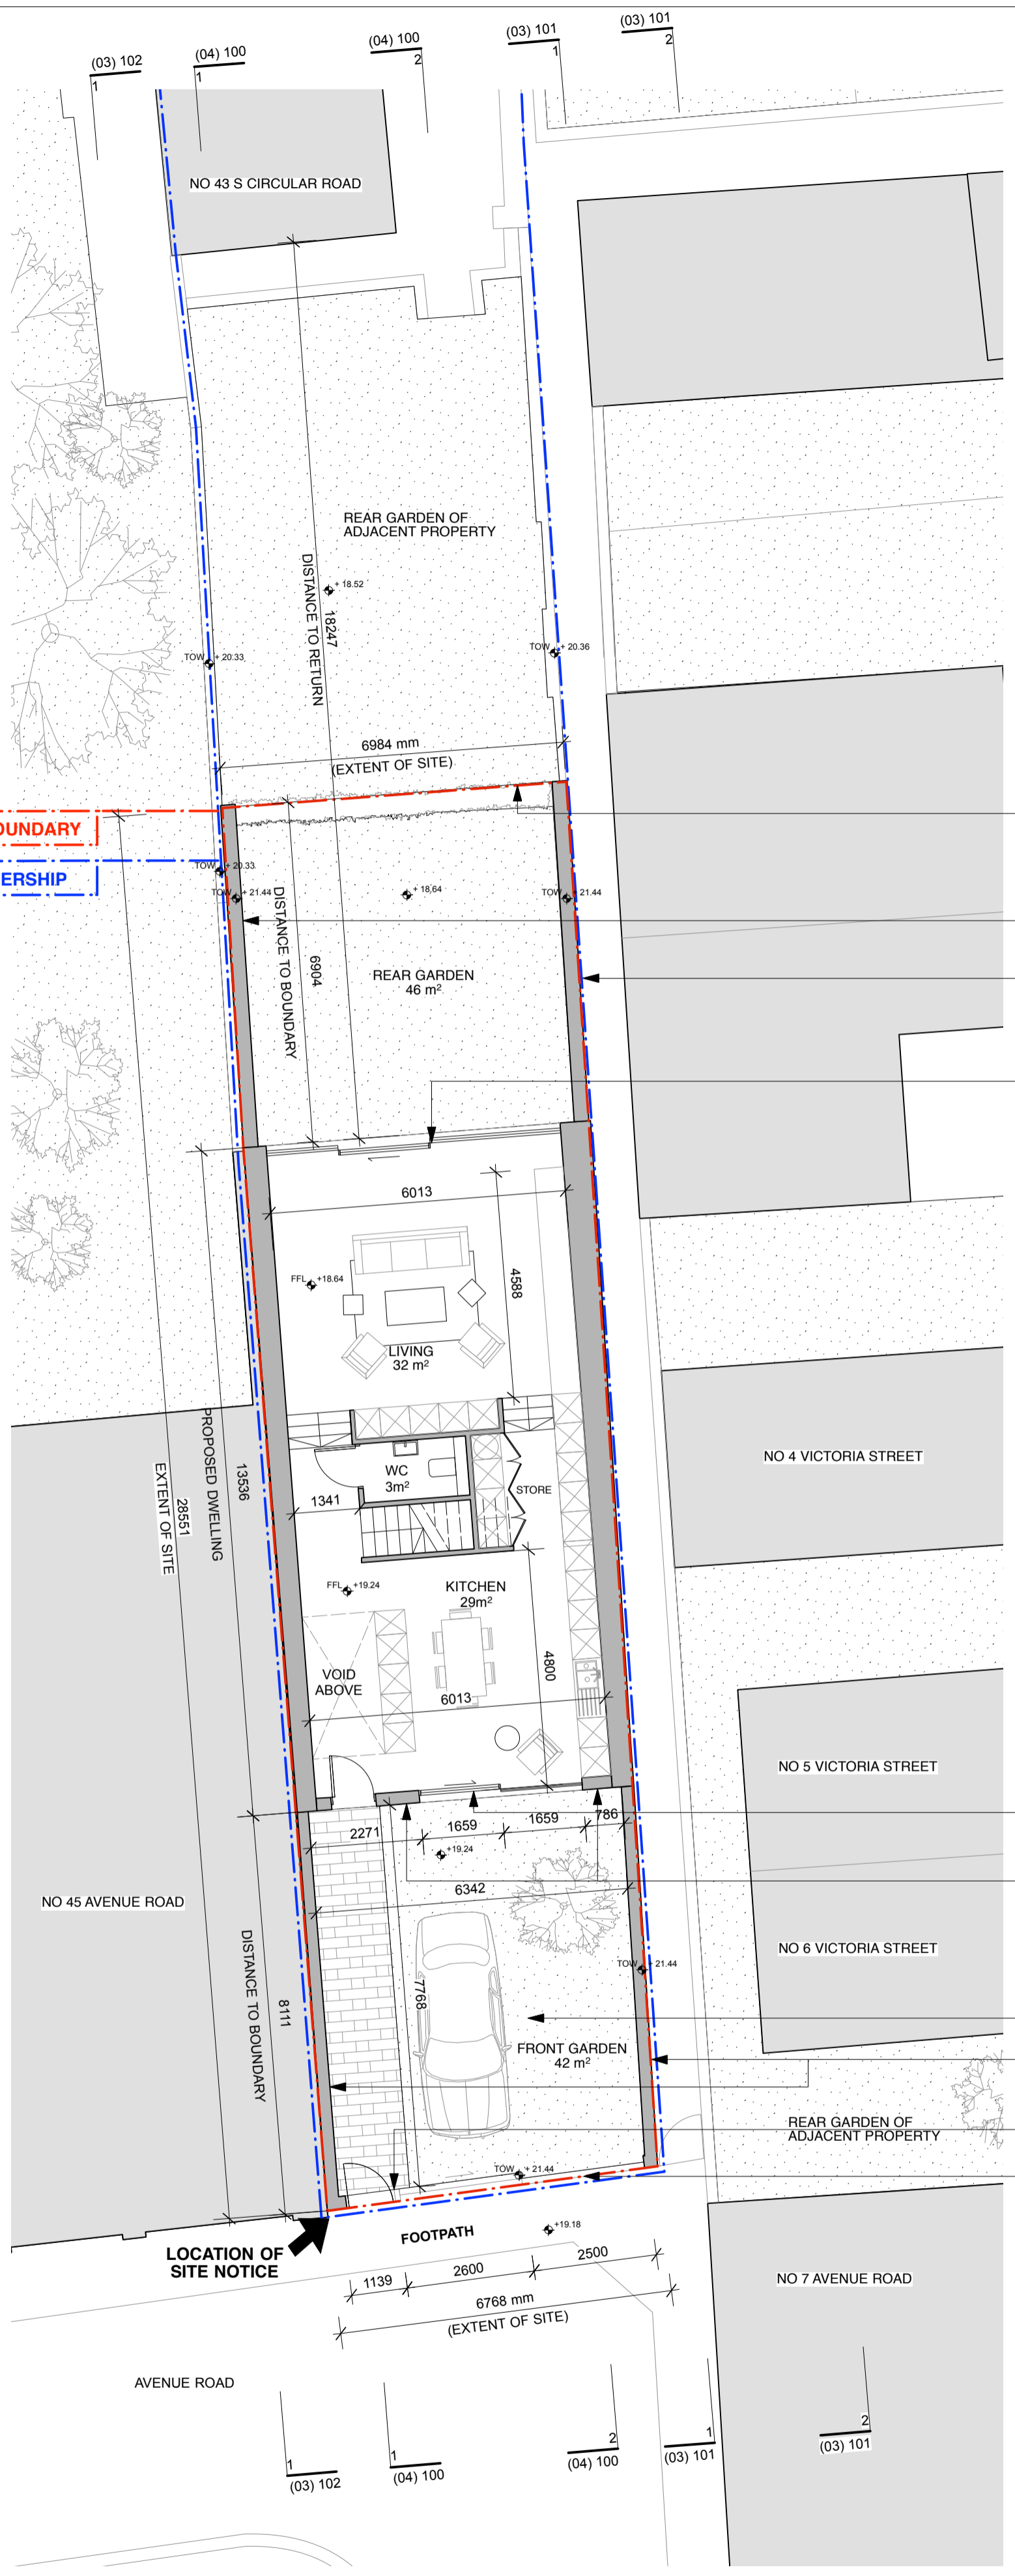 (03) 102
1
(04) 100
1
(04) 100
2
(03) 101
1
(03) 101
2
NO 43 S CIRCULAR ROAD
REAR GARDEN OF
ADJACENT PROPERTY
DISTANCE TO RETURN
18247
+ 18.52
TOW + 20.33
TOW + 20.36
6984 mm
(EXTENT OF SITE)
OUNDARY
ERSHIP
TOW + 20.33
TOW + 21.44
+ 18.64
TOW + 21.44
DISTANCE TO BOUNDARY
6904
REAR GARDEN
46 m²
6013
4588
FFL +18.64
LIVING
32 m²
PROPOSED DWELLING
13536
EXTENT OF SITE
28551
WC
3m²
1341
STORE
NO 4 VICTORIA STREET
FFL +19.24
KITCHEN
29m²
4800
VOID
ABOVE
6013
NO 5 VICTORIA STREET
2271
1659
1659
786
+19.24
6342
NO 45 AVENUE ROAD
NO 6 VICTORIA STREET
TOW + 21.44
DISTANCE TO BOUNDARY
8111
7768
FRONT GARDEN
42 m²
REAR GARDEN OF
ADJACENT PROPERTY
TOW + 21.44
LOCATION OF
SITE NOTICE
FOOTPATH
+19.18
1139
2600
2500
6768 mm
(EXTENT OF SITE)
NO 7 AVENUE ROAD
AVENUE ROAD
1
(03) 102
1
(04) 100
2
(04) 100
1
(03) 101
2
(03) 101